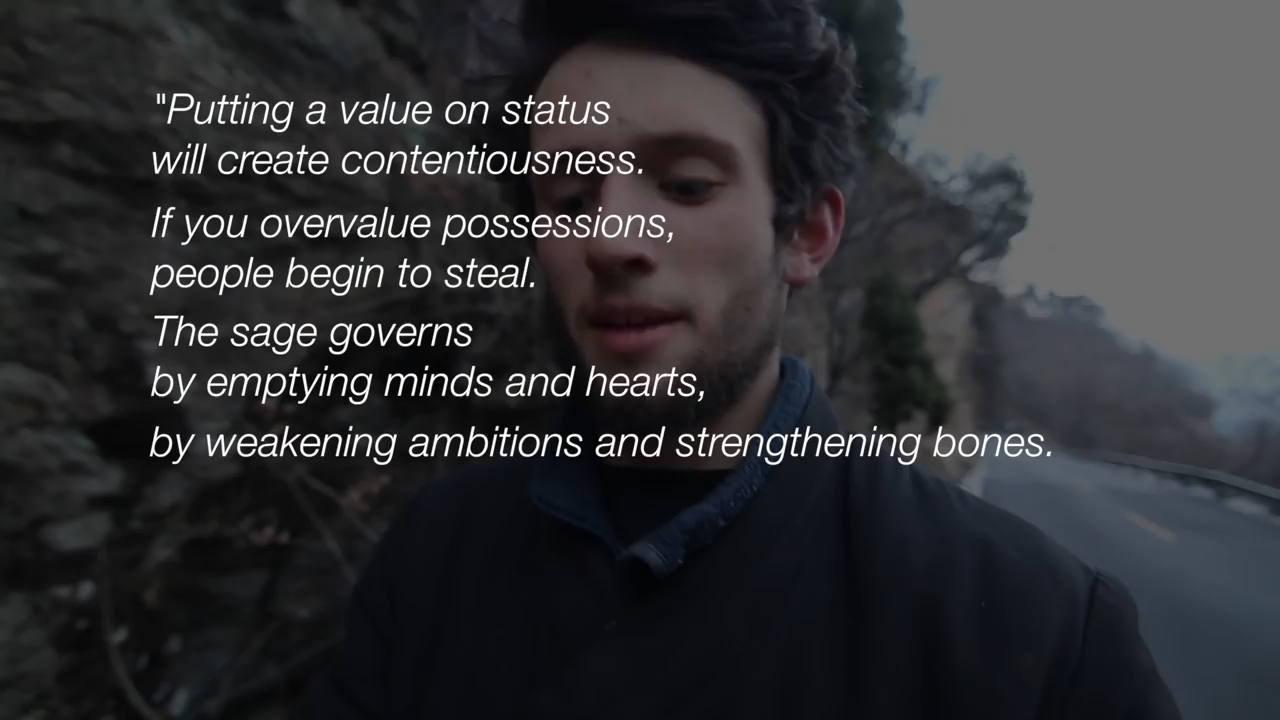 "Putting a value on status
will create contentiousness.
If you overvalue possessions,
people begin to steal.
The sage governs
by emptying minds and hearts,
by weakening ambitions and strengthening bones.